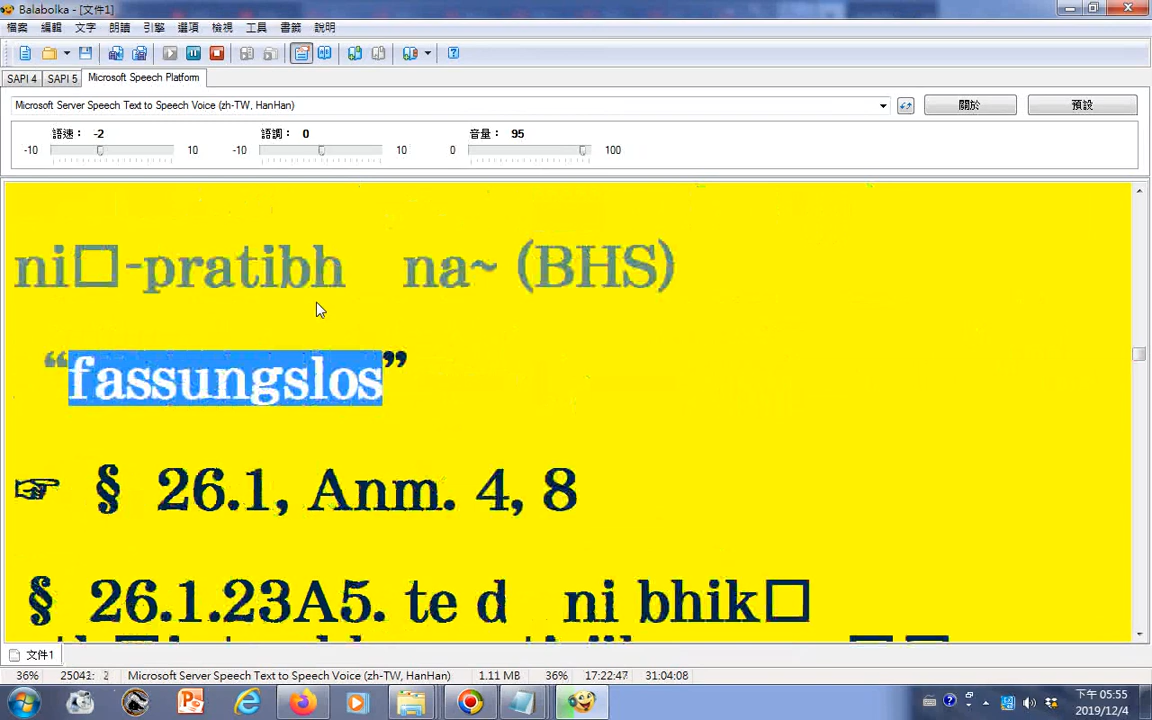 Balabolka - [文件1]
檔案 編輯 文字 朗讀 引擎 選項 檢視 工具 書籤 說明
SAPI 4 SAPI 5 Microsoft Speech Platform
Microsoft Server Speech Text to Speech Voice (zh-TW, HanHan) 關於 預設
語速： -2 語調： 0 音量： 95
-10 10 -10 10 0 100
ni□-pratibh na~ (BHS)
“fassungslos”
☞ § 26.1, Anm. 4, 8
§ 26.1.23A5. te d ni bhik□
文件1
36% 25041: 2 Microsoft Server Speech Text to Speech Voice (zh-TW, HanHan) 1.11 MB 36% 17:22:47 31:04:08
下午 05:55
2019/12/4